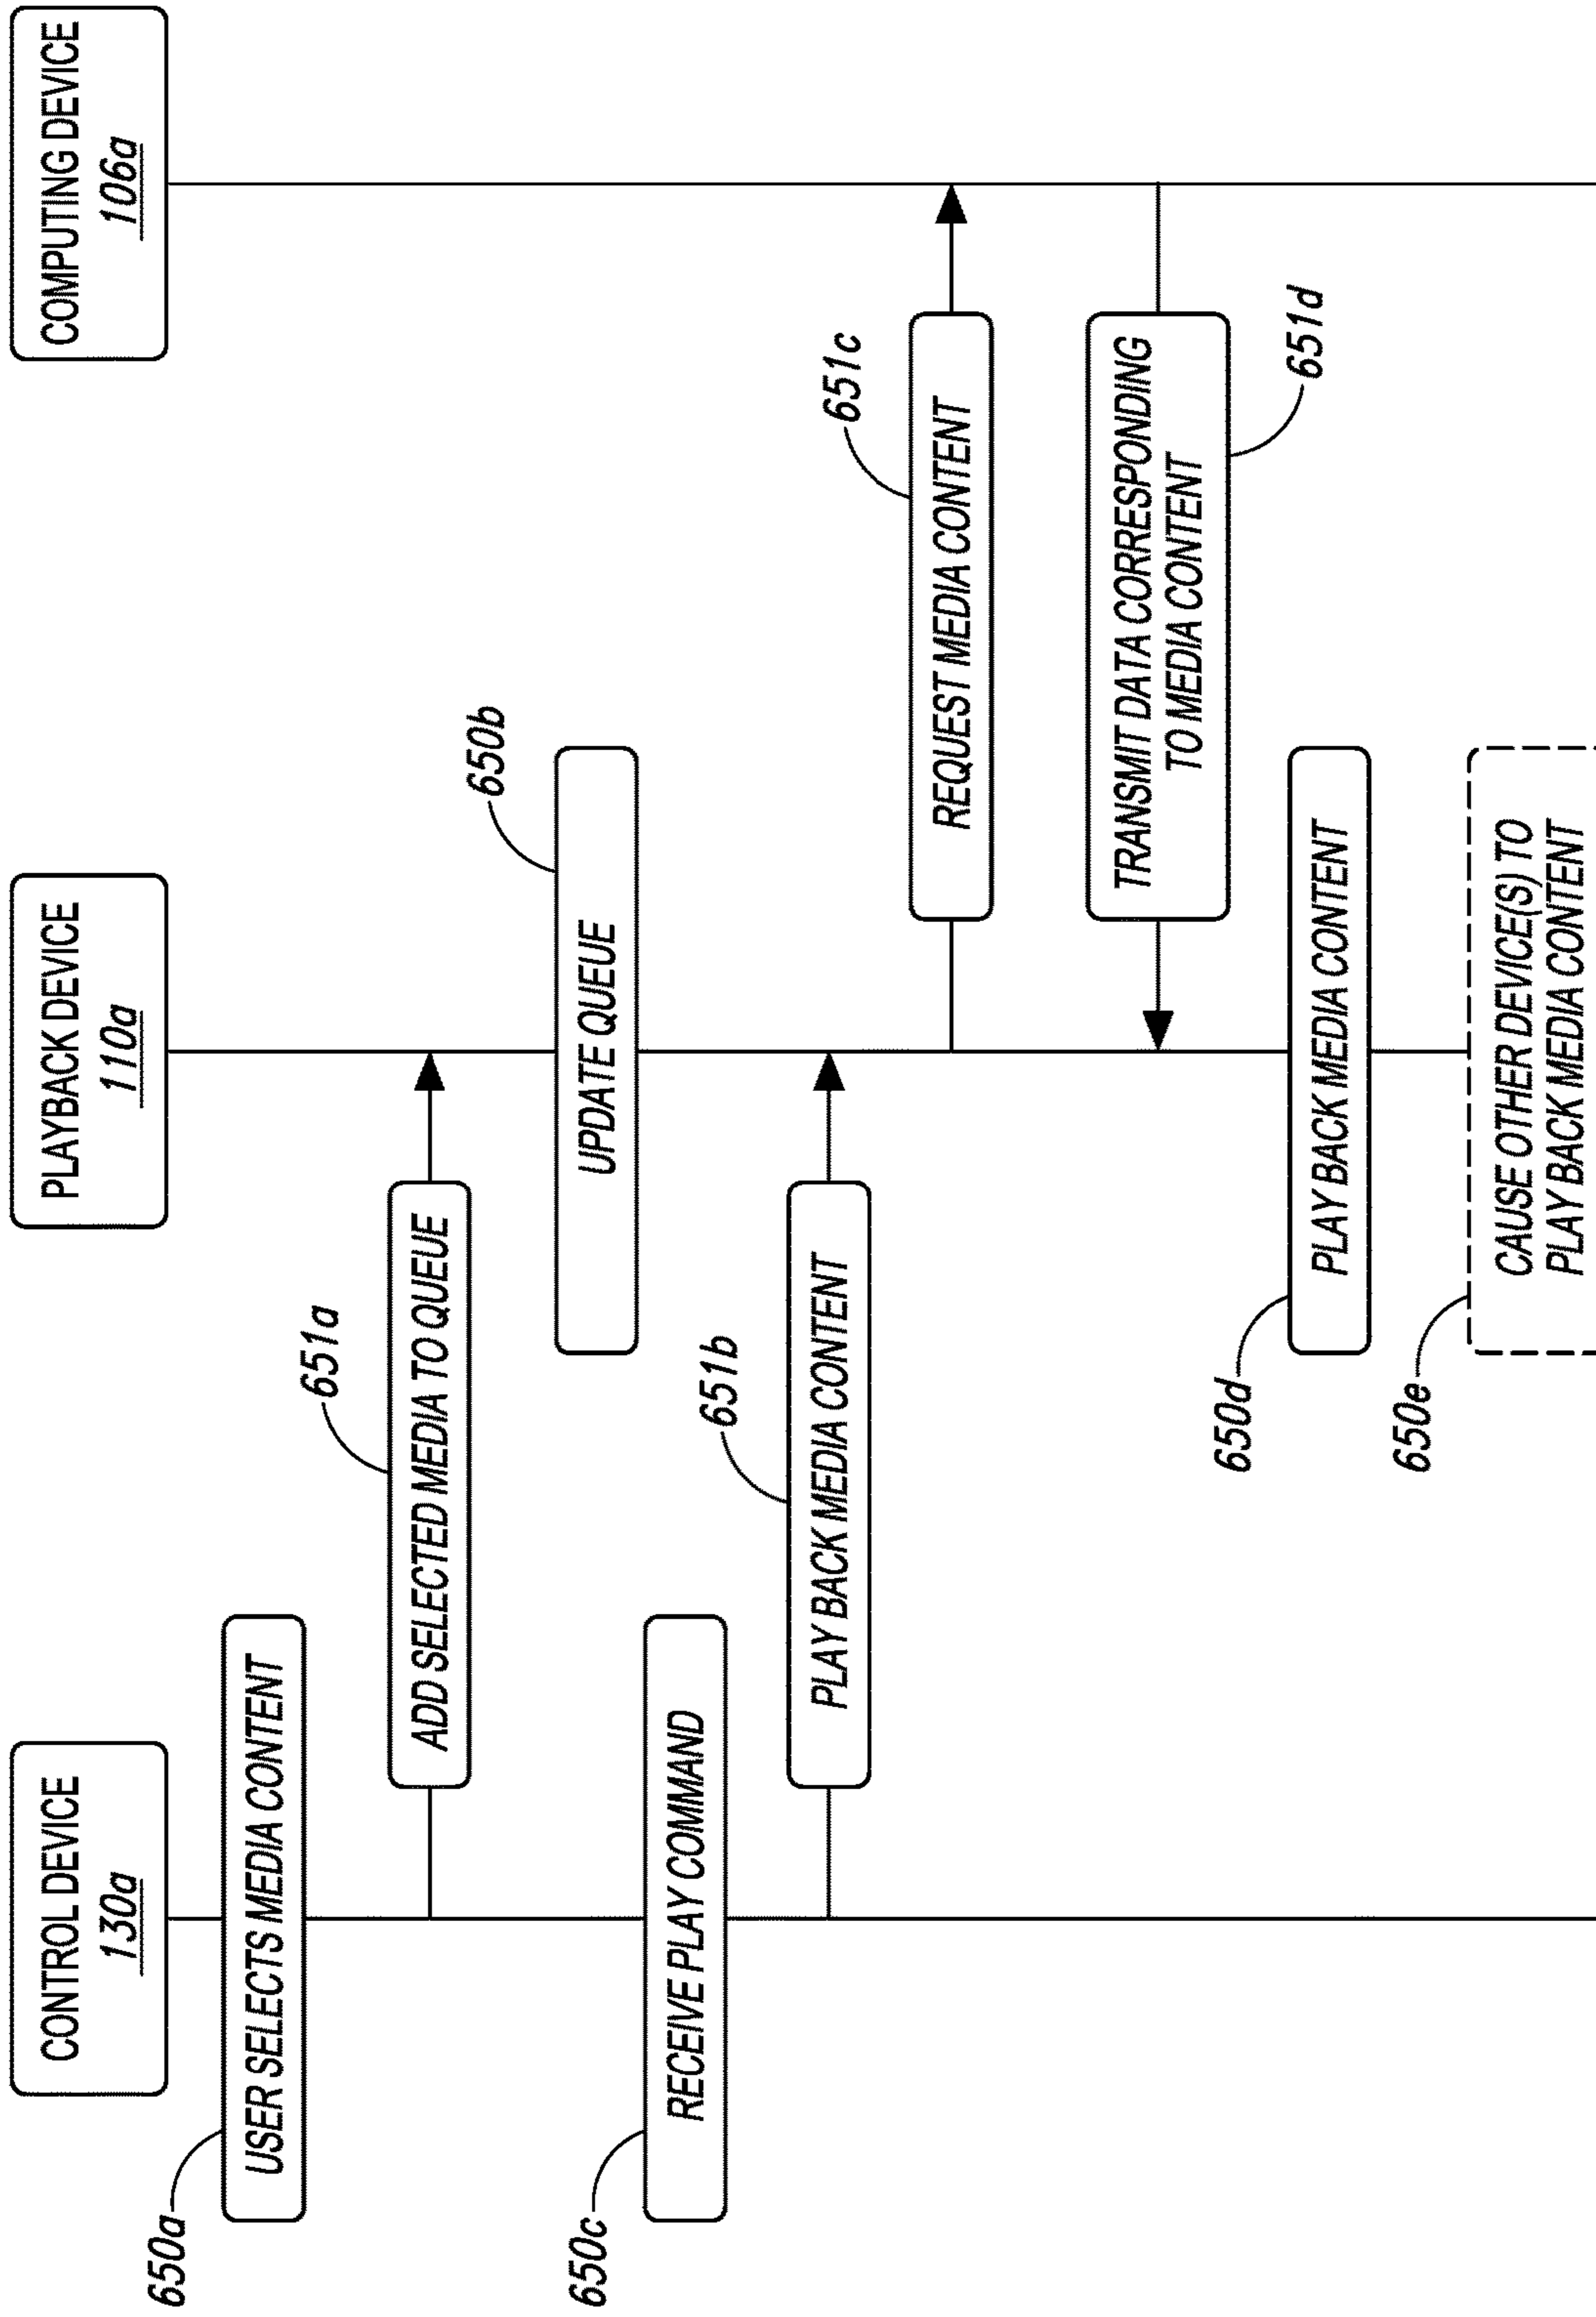 CONTROL DEVICE
130a
PLAYBACK DEVICE
110a
COMPUTING DEVICE
106a
650a
USER SELECTS MEDIA CONTENT
651a
ADD SELECTED MEDIA TO QUEUE
650b
UPDATE QUEUE
650c
RECEIVE PLAY COMMAND
651b
PLAY BACK MEDIA CONTENT
651c
REQUEST MEDIA CONTENT
TRANSMIT DATA CORRESPONDING
TO MEDIA CONTENT
651d
650d
PLAY BACK MEDIA CONTENT
650e
CAUSE OTHER DEVICE(S) TO
PLAY BACK MEDIA CONTENT